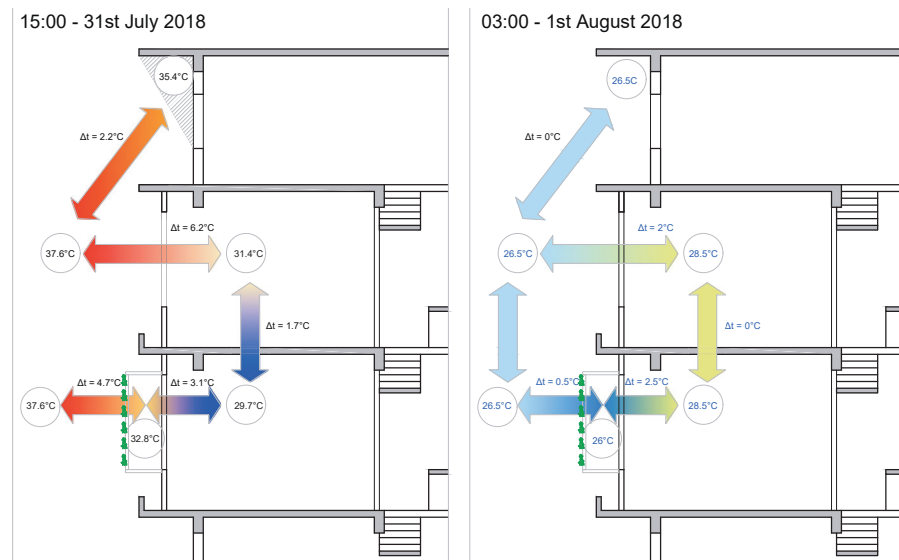 15:00 - 31st July 2018
35.4°C
Δt = 2.2°C
Δt = 6.2°C
37.6°C
31.4°C
Δt = 1.7°C
Δt = 4.7°C
Δt = 3.1°C
37.6°C
29.7°C
32.8°C
03:00 - 1st August 2018
26.5C
Δt = 0°C
Δt = 2°C
26.5°C
28.5°C
Δt =0°C
Δt = 0.5°C
Δt = 2.5°C
26.5°C
28.5°C
26°C